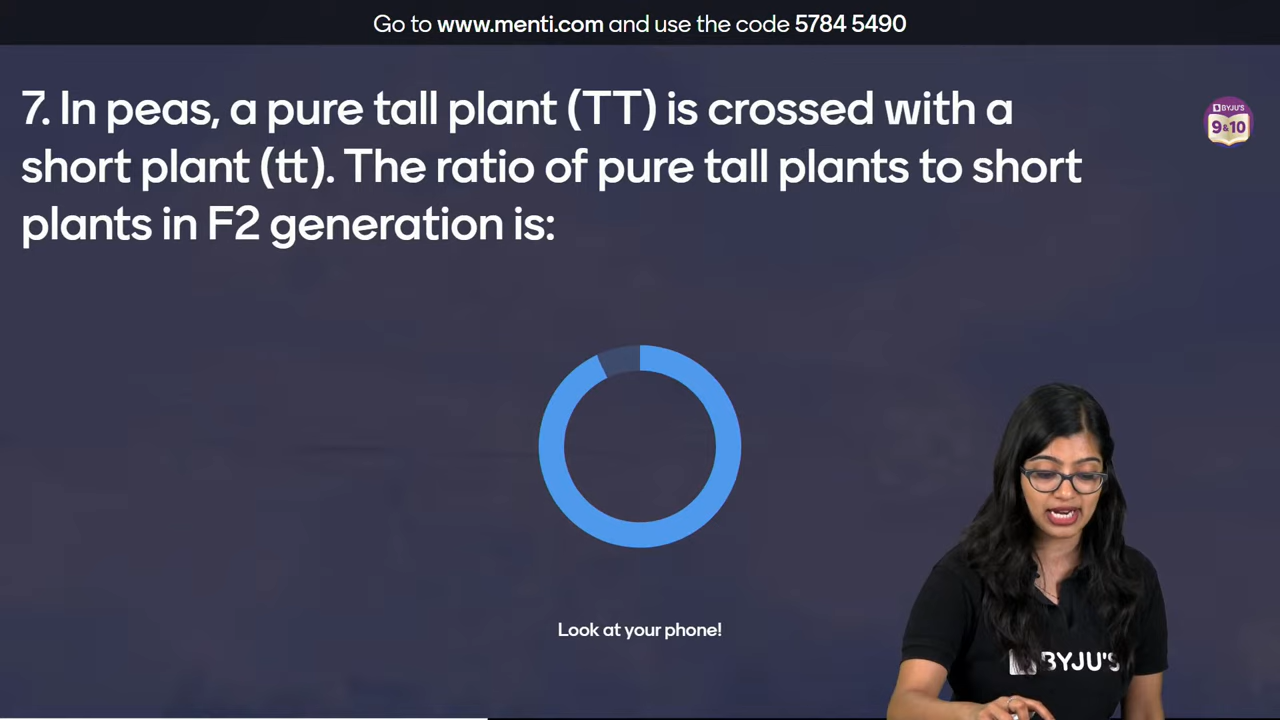 Go to www.menti.com and use the code 5784 5490
7. In peas, a pure tall plant (TT) is crossed with a
short plant (tt). The ratio of pure tall plants to short
plants in F2 generation is:
BYJU'S
9&10
Look at your phone!
BYJU'S